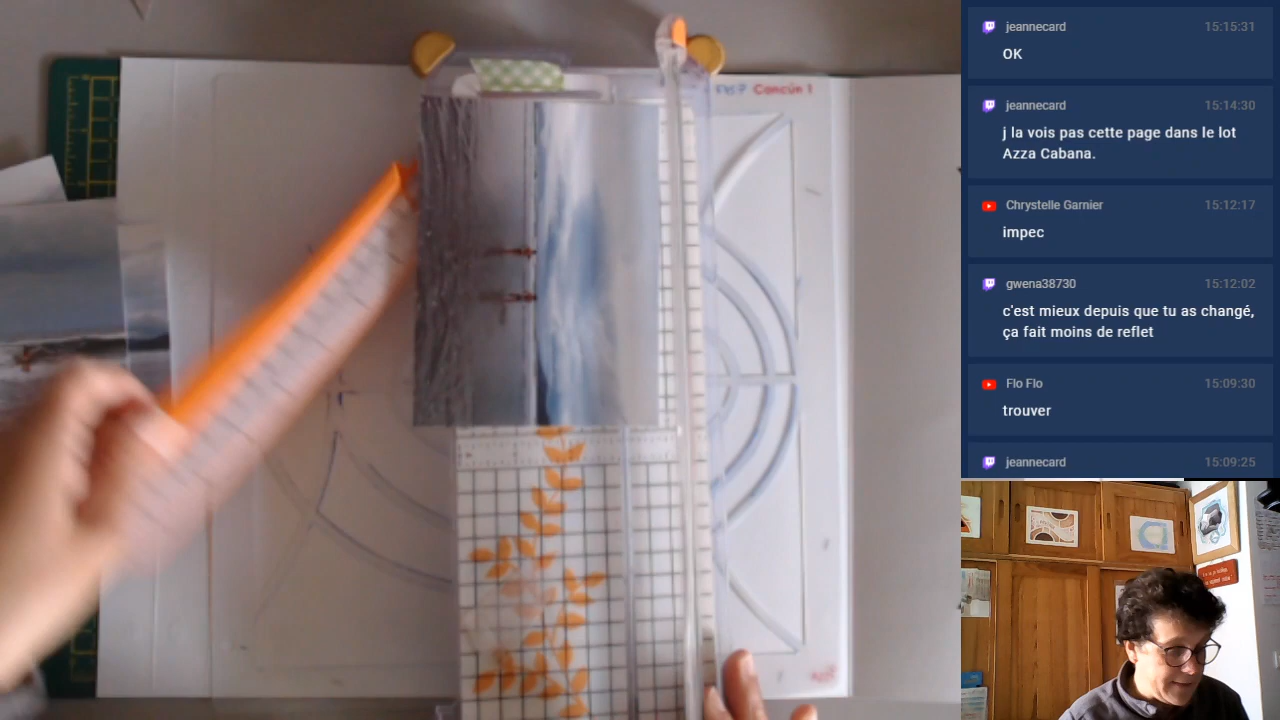 Cancún 1
jeannecard
15:15:31
OK
jeannecard
15:14:30
j la vois pas cette page dans le lot
Azza Cabana.
Chrystelle Garnier
15:12:17
impec
gwena38730
15:12:02
c'est mieux depuis que tu as changé,
ça fait moins de reflet
Flo Flo
15:09:30
trouver
jeannecard
15:09:25